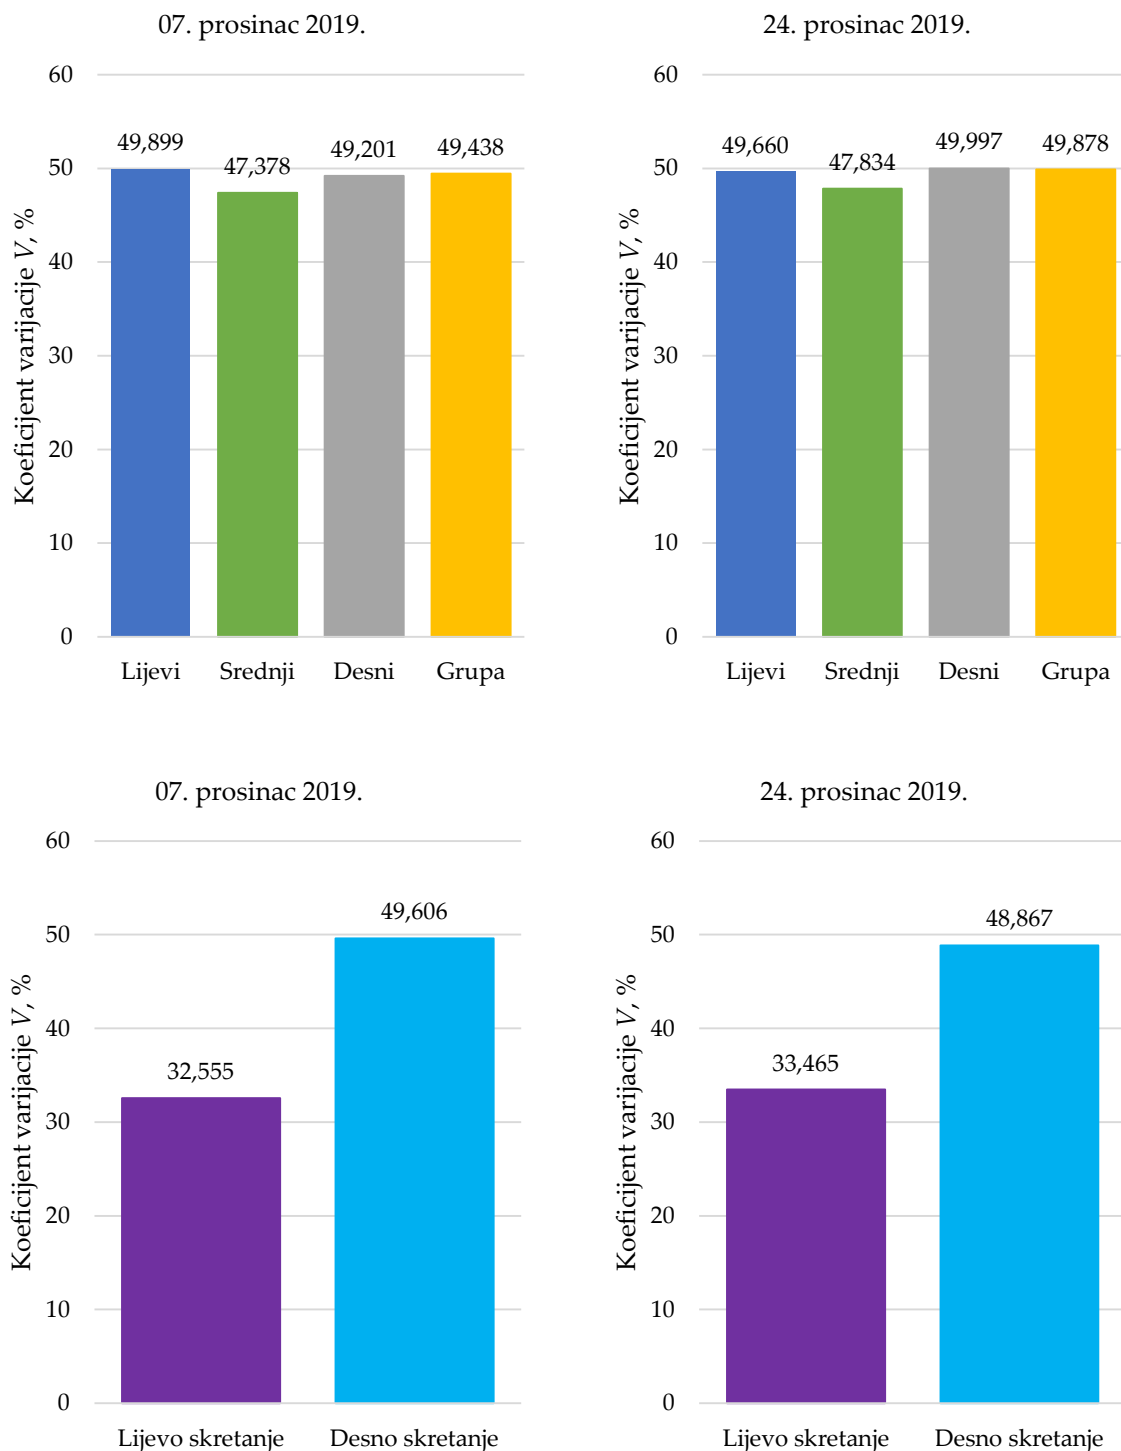 07. prosinac 2019.
Koeficijent varijacije V, %
60
50
40
30
20
10
0
49,899
47,378
49,201
49,438
Lijevi
Srednji
Desni
Grupa
24. prosinac 2019.
Koeficijent varijacije V, %
60
50
40
30
20
10
0
49,660
47,834
49,997
49,878
Lijevi
Srednji
Desni
Grupa
07. prosinac 2019.
Koeficijent varijacije V, %
60
50
40
30
20
10
0
32,555
49,606
Lijevo skretanje
Desno skretanje
24. prosinac 2019.
Koeficijent varijacije V, %
60
50
40
30
20
10
0
33,465
48,867
Lijevo skretanje
Desno skretanje